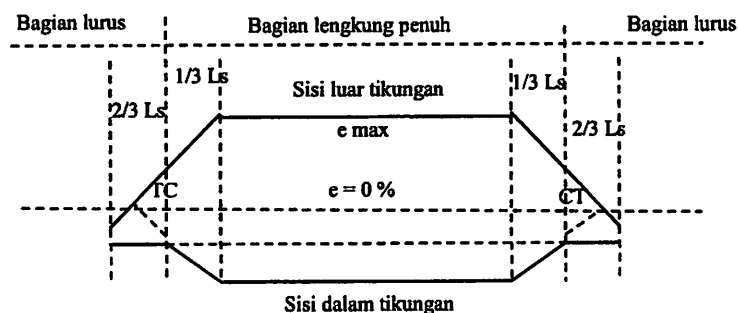 Bagian lurus
Bagian lengkung penuh
Bagian lurus
1/3 Ls
Sisi luar tikungan
1/3 Ls
2/3 Ls
e max
2/3 Ls
TC
e = 0 %
CT
Sisi dalam tikungan